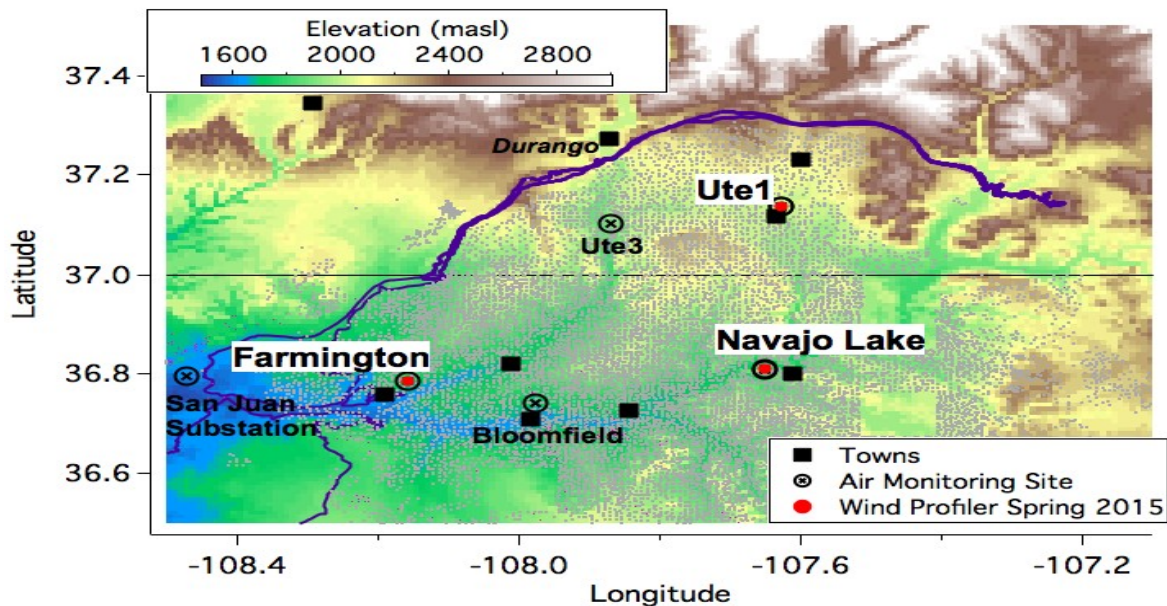 Elevation (masl)
1600 2000 2400 2800
37.4
37.2
37.0
36.8
36.6
Latitude
Durango
Ute1
Ute3
Navajo Lake
Farmington
San Juan
Substation
Bloomfield
Towns
Air Monitoring Site
Wind Profiler Spring 2015
-108.4 -108.0 -107.6 -107.2
Longitude